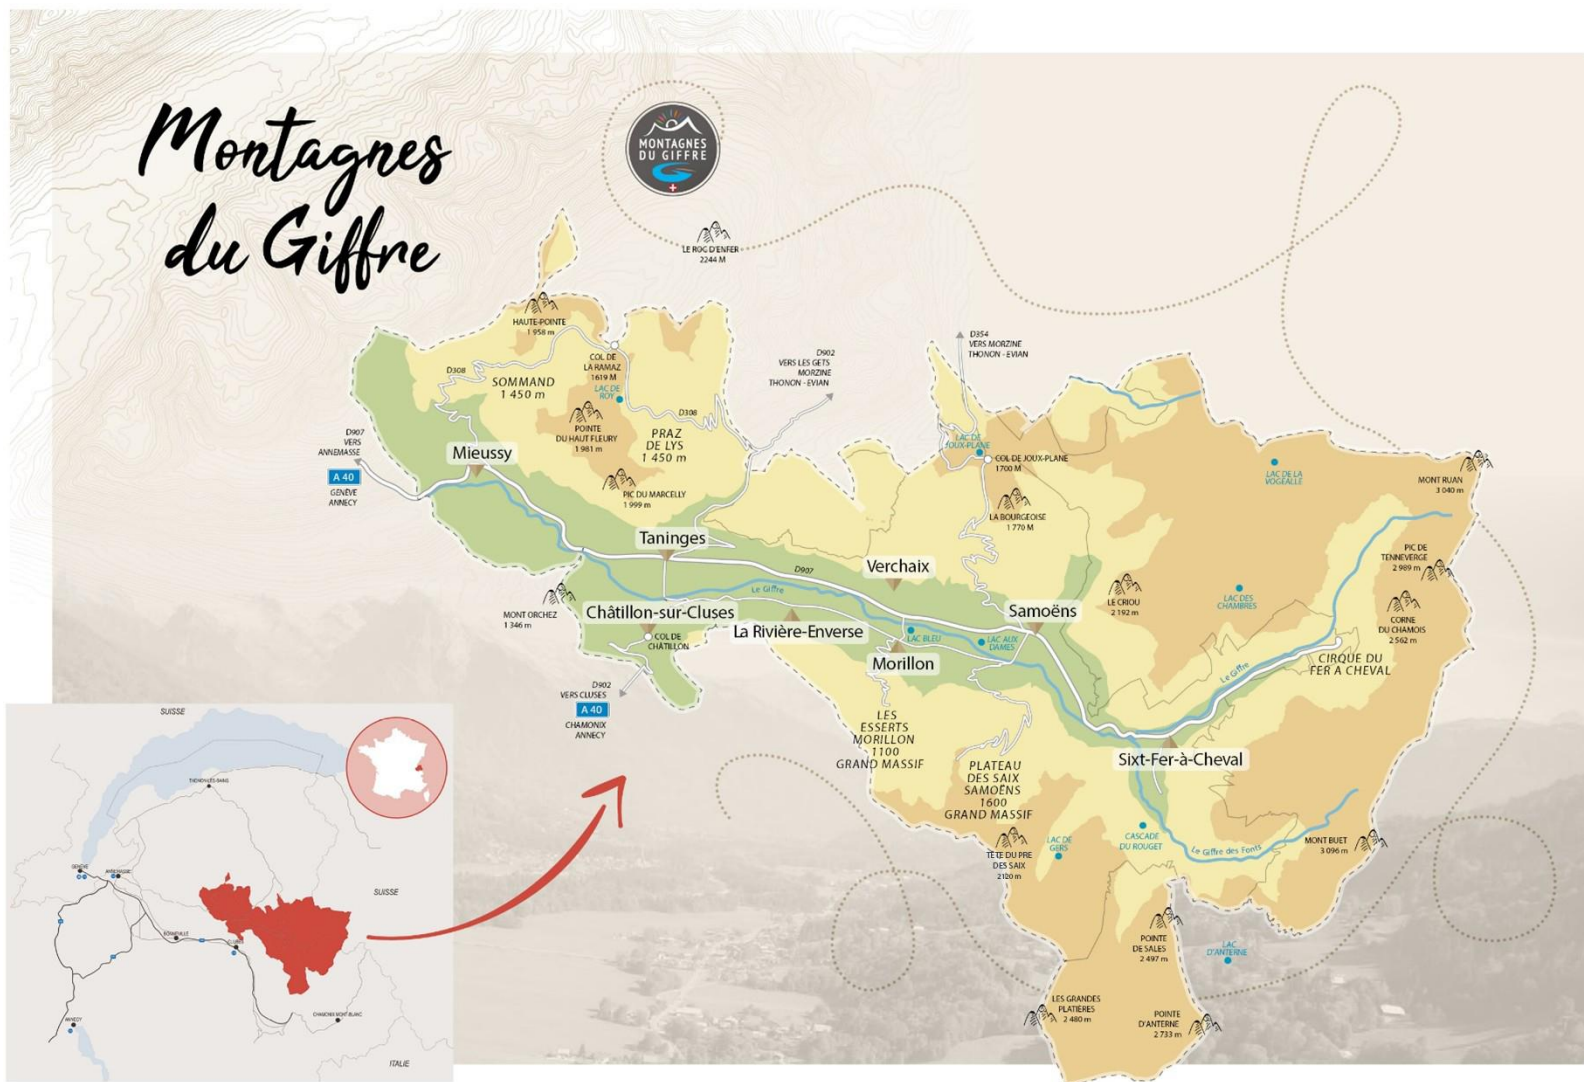 Montagnes
du Giffre
MONTAGNES
DU GIFFRE
LE ROC D'ENFER
2244 M
HAUTE-POINTE
1 958 m
COL DE
LA RAMAZ
1619 M
LAC DE
ROY
D308
SOMMAND
1 450 m
D308
POINTE
DU HAUT FLEURY
1 981 m
PRAZ
DE LYS
1 450 m
PIC DU MARCELLY
1 999 m
D902
VERS LES GETS
MORZINE
THONON - EVIAN
D354
VERS MORZINE
THONON - EVIAN
D907
VERS
ANNEMASSE
A 40
GENÈVE
ANNECY
Mieussy
LAC DE
JOUX-PLANE
COL DE JOUX-PLANE
1700 M
LA BOURGEOISE
1 770 M
LAC DE LA
VOGEALLE
MONT RUAN
3 040 m
PIC DE
TENNEVERGE
2 989 m
Taninges
D907
Verchaix
LE CRIOU
2 192 m
LAC DES
CHAMBRES
CORNE
DU CHAMOIS
2 562 m
MONT ORCHEZ
1 346 m
Le Giffre
Châtillon-sur-Cluses
COL DE
CHÂTILLON
La Rivière-Enverse
LAC BLEU
Morillon
LAC AUX
DAMES
Samoëns
Le Giffre
CIRQUE DU
FER A CHEVAL
D902
VERS CLUSES
A 40
CHAMONIX
ANNECY
LES
ESSERTS
MORILLON
1100
GRAND MASSIF
PLATEAU
DES SAIX
SAMOËNS
1600
GRAND MASSIF
Sixt-Fer-à-Cheval
TÊTE DU PRE
DES SAIX
2120 m
LAC DE
GERS
CASCADE
DU ROUGET
Le Giffre des Fonts
MONT BUET
3 096 m
POINTE
DE SALES
2 497 m
LAC
D'ANTERNE
LES GRANDES
PLATIÈRES
2 480 m
POINTE
D'ANTERNE
2 733 m
SUISSE
THONON-LES-BAINS
GENÈVE
ANNEMASSE
SUISSE
BONNEVILLE
CLUSES
CHAMONIX MONT-BLANC
ANNECY
ITALIE